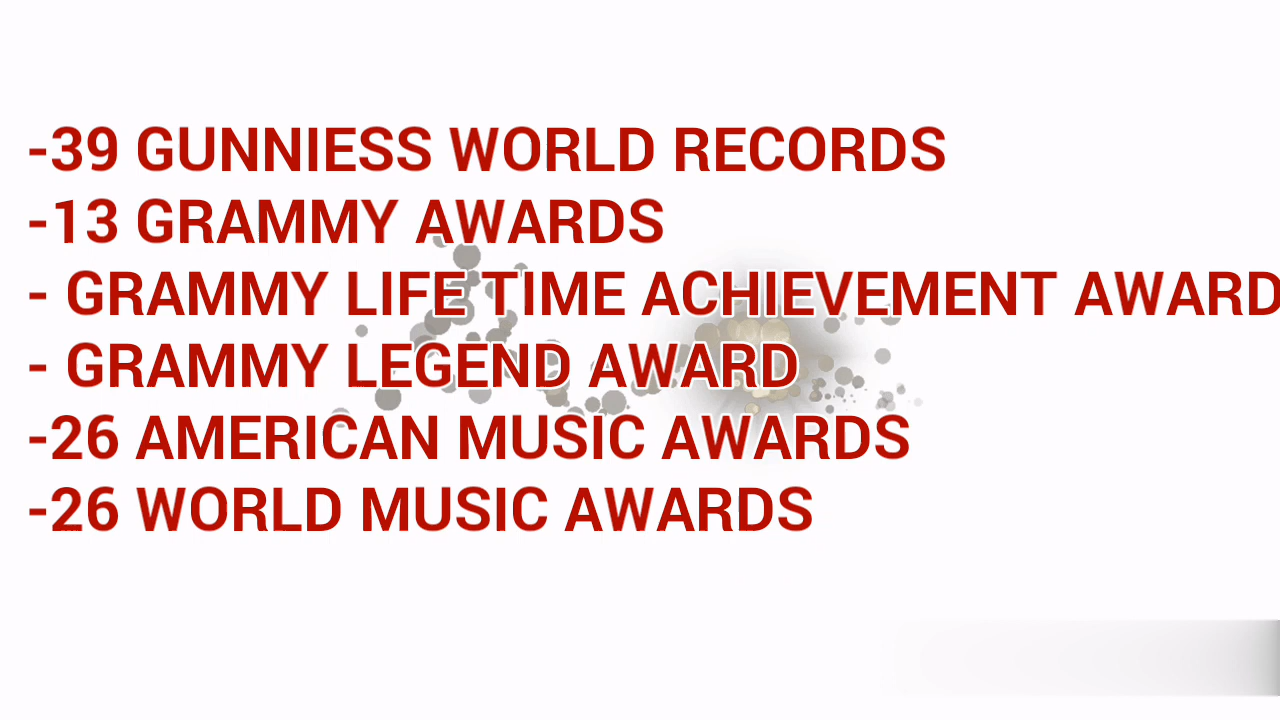 -39 GUNNIESS WORLD RECORDS
-13 GRAMMY AWARDS
- GRAMMY LIFE TIME ACHIEVEMENT AWARD
- GRAMMY LEGEND AWARD
-26 AMERICAN MUSIC AWARDS
-26 WORLD MUSIC AWARDS